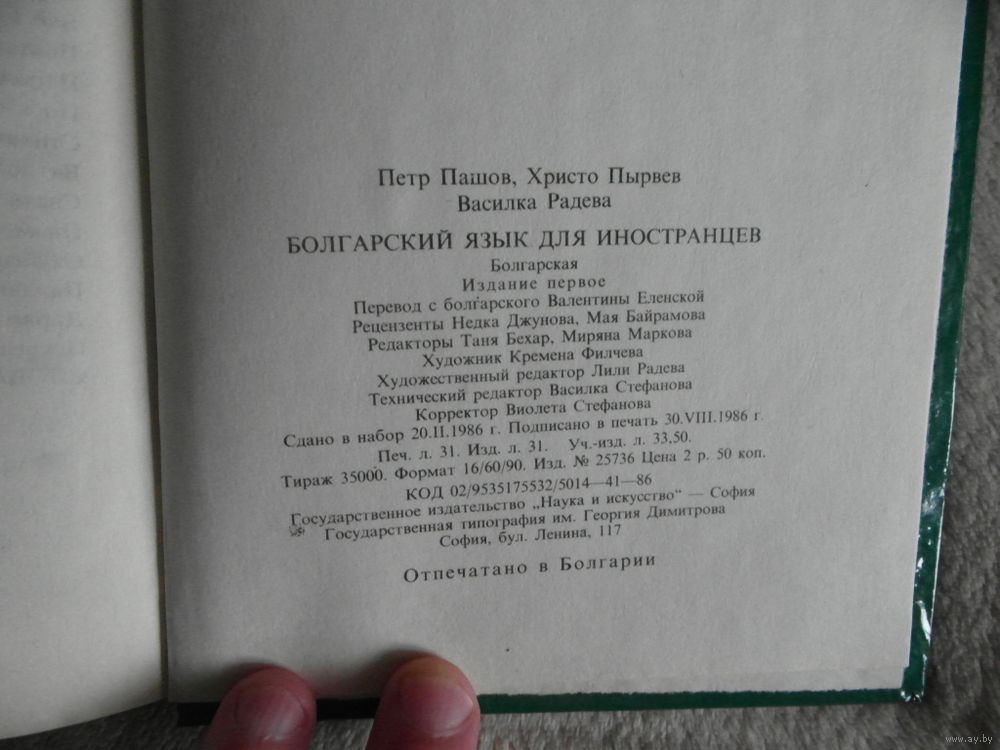 Петр Пашов, Христо Пырвев
Василка Радева
БОЛГАРСКИЙ ЯЗЫК ДЛЯ ИНОСТРАНЦЕВ
Болгарская
Издание первое
Перевод с болгарского Валентины Еленской
Рецензенты Недка Джунова, Мая Байрамова
Редакторы Таня Бехар, Миряна Маркова
Художник Кремена Филчева
Художественный редактор Лили Радева
Технический редактор Василка Стефанова
Корректор Виолета Стефанова
Сдано в набор 20.II.1986 г. Подписано в печать 30.VIII.1986 г.
Печ. л. 31. Изд. л. 31. Уч.-изд. л. 33.50.
Тираж 35000. Формат 16/60/90. Изд. № 25736 Цена 2 р. 50 коп.
КОД 02/9535175532/5014—41—86
Государственное издательство „Наука и искусство“ — София
Государственная типография им. Георгия Димитрова
София, бул. Ленина, 117
Отпечатано в Болгарии
www.ay.by